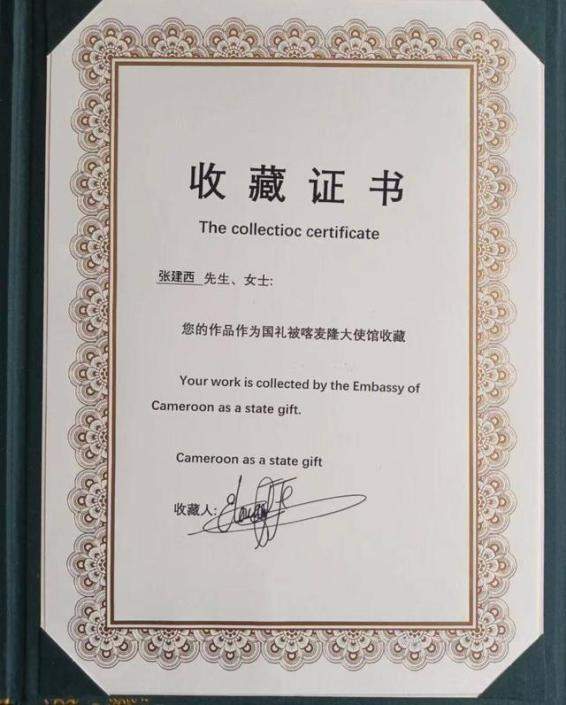 收藏证书
The collectioc certificate
张建西 先生、女士:
您的作品作为国礼被喀麦隆大使馆收藏
Your work is collected by the Embassy of
Cameroon as a state gift.
Cameroon as a state gift
收藏人: